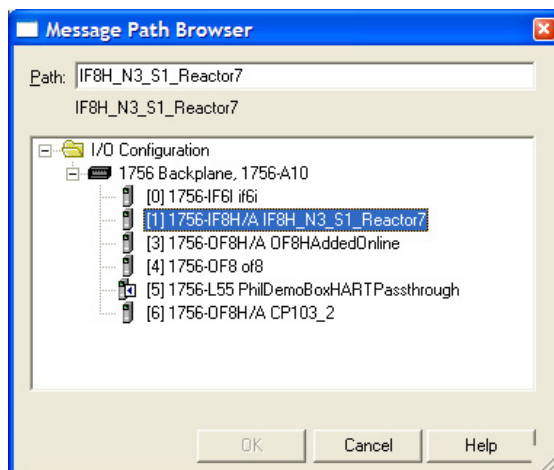 Message Path Browser
Path: IF8H_N3_S1_Reactor7
IF8H_N3_S1_Reactor7
I/O Configuration
1756 Backplane, 1756-A10
[0] 1756-IF6I if6i
[1] 1756-IF8H/A IF8H_N3_S1_Reactor7
[3] 1756-OF8H/A OF8HAddedOnline
[4] 1756-OF8 of8
[5] 1756-L55 PhilDemoBoxHARTPassthrough
[6] 1756-OF8H/A CP103_2
OK Cancel Help